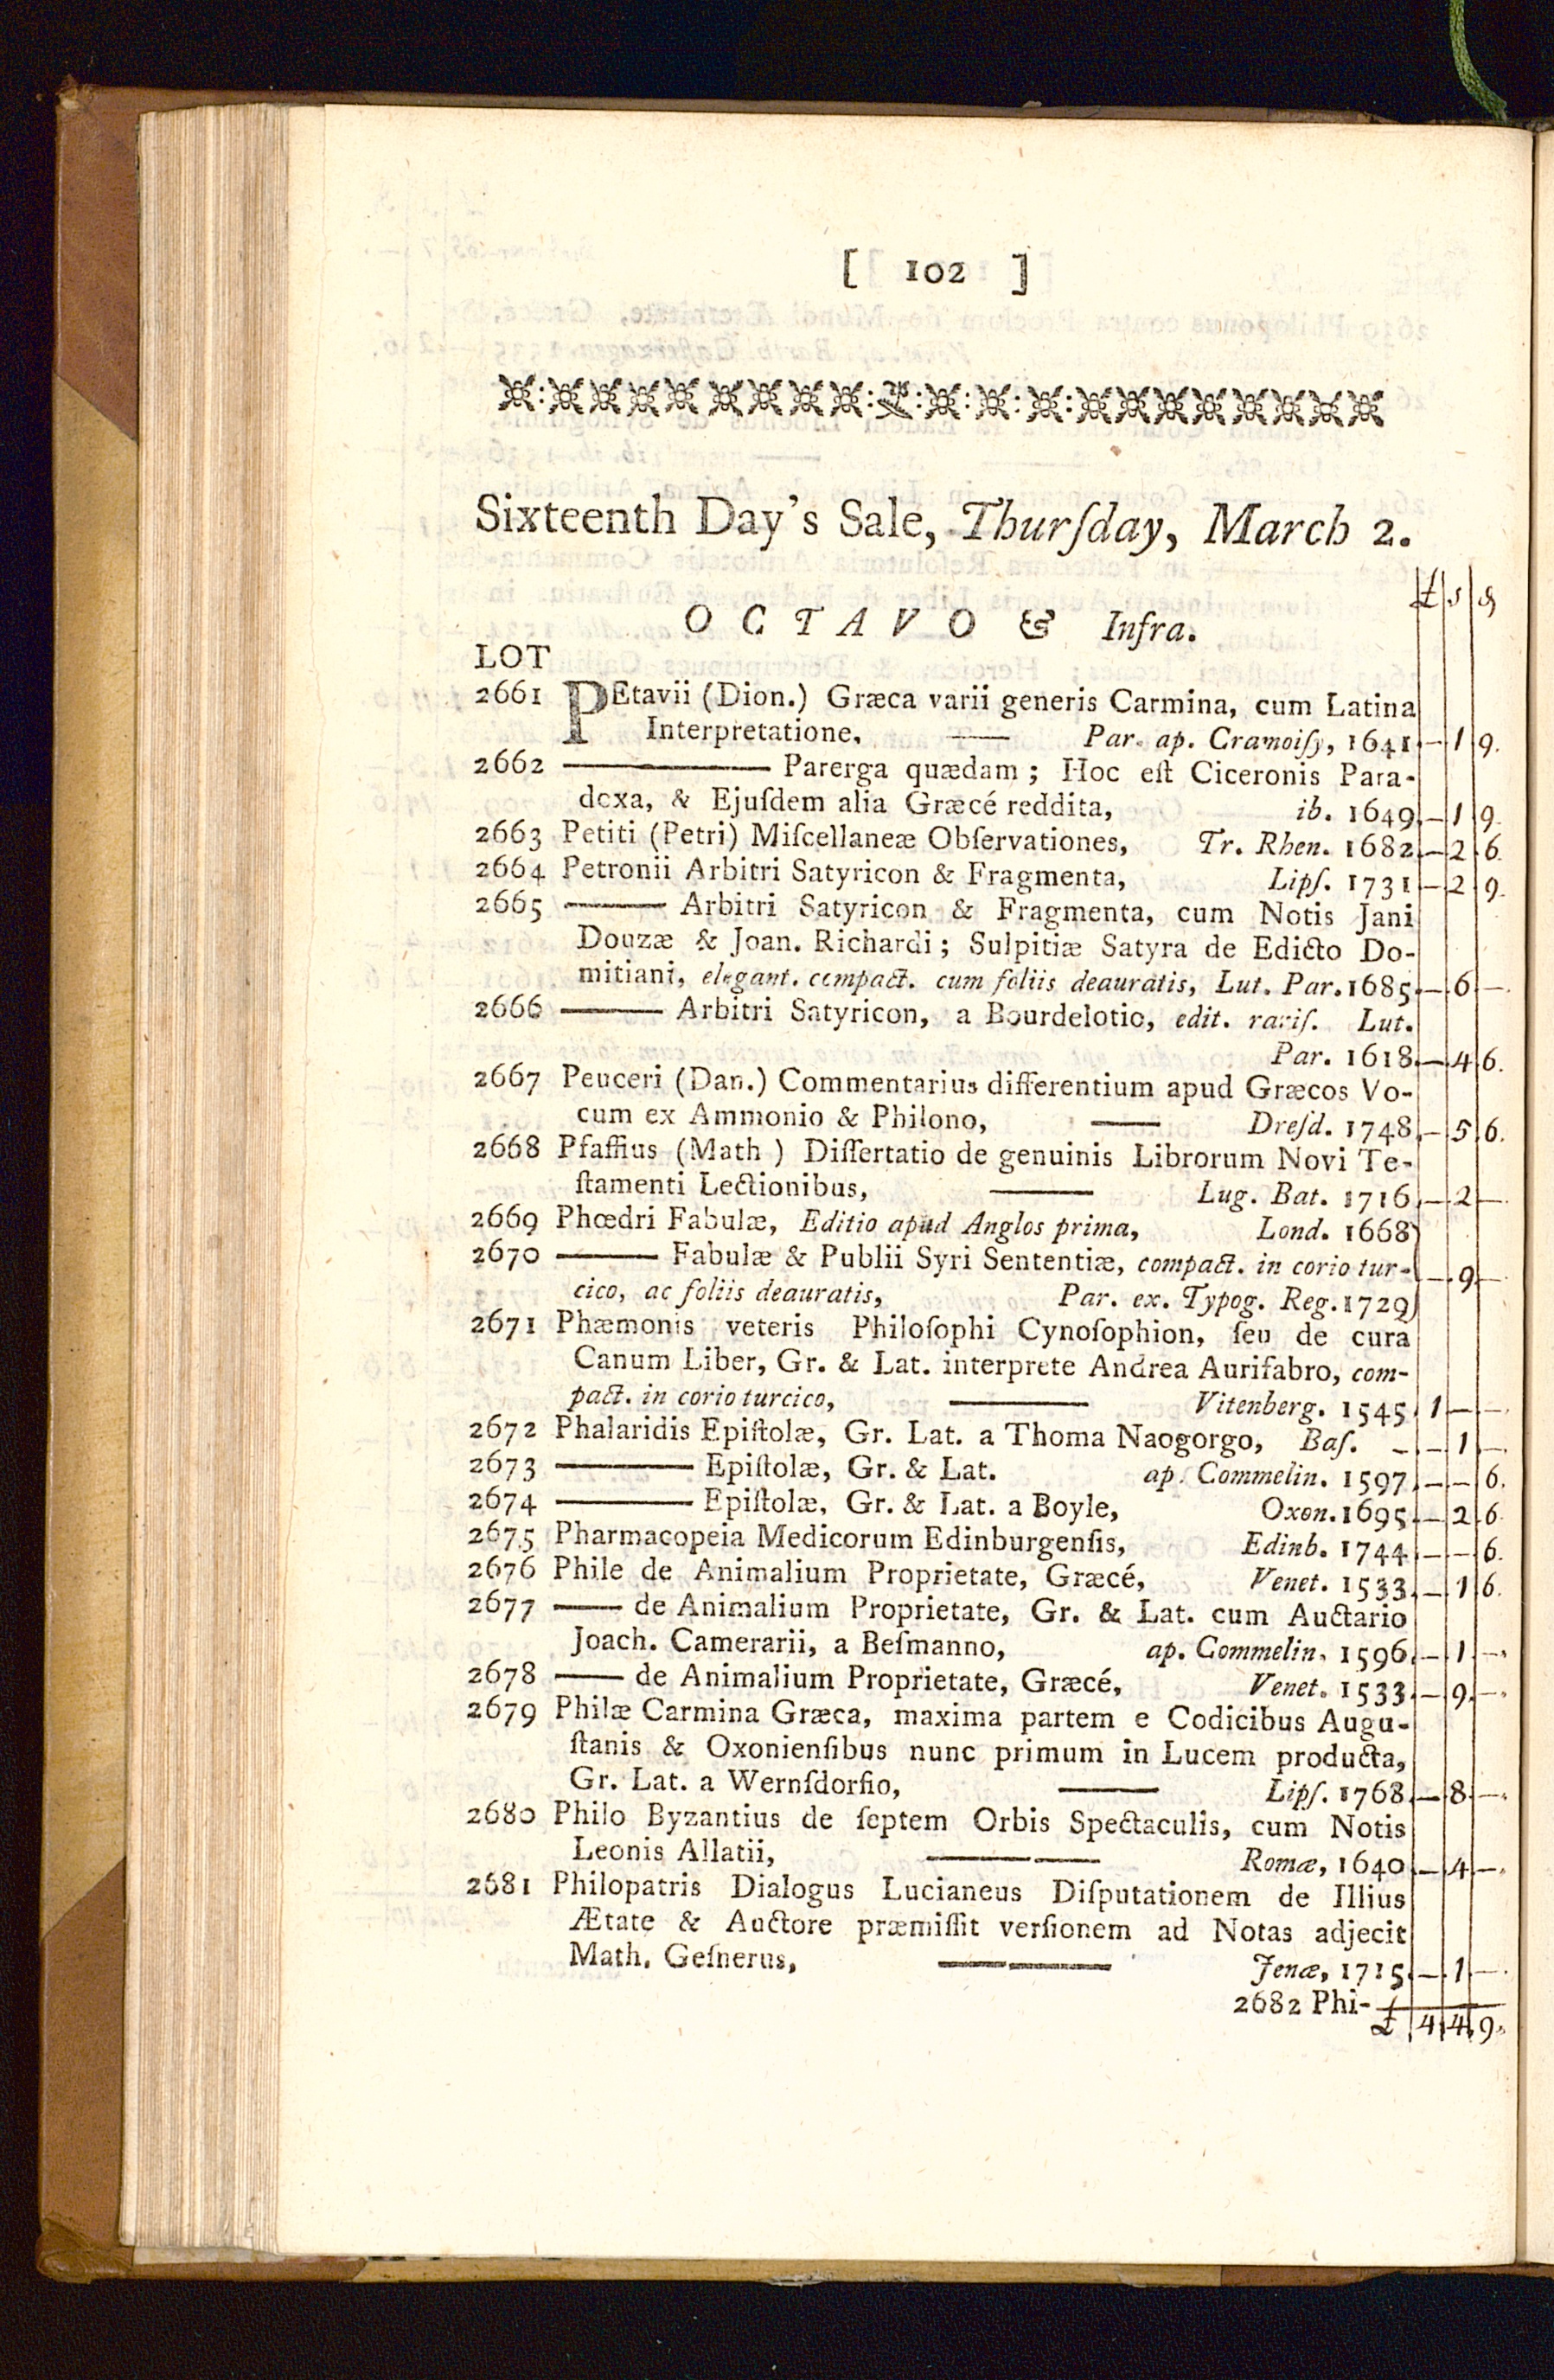 [ 102 ]
Sixteenth Day's Sale, Thurſday, March 2.
£ s d
OCTAVO & Infra.
LOT
2661 PEtavii (Dion.) Græca varii generis Carmina, cum Latina
Interpretatione, —— Par. ap. Cramoiſy, 1641 — 1 9.
2662 ——— Parerga quædam; Hoc eſt Ciceronis Para-
doxa, & Ejuſdem alia Græcé reddita, ib. 1649 — 1 9.
2663 Petiti (Petri) Miſcellaneæ Obſervationes, Tr. Rhen. 1682 — 2 6.
2664 Petronii Arbitri Satyricon & Fragmenta, Lipſ. 1731 — 2 9.
2665 ——— Arbitri Satyricon & Fragmenta, cum Notis Jani
Douzæ & Joan. Richardi; Sulpitiæ Satyra de Edicto Do-
mitiani, elegant. compact. cum foliis deauratis, Lut. Par. 1685 — 6 —.
2666 ——— Arbitri Satyricon, a Bourdelotio, edit. rariſ. Lut.
Par. 1618 — 4 6.
2667 Peuceri (Dan.) Commentarius differentium apud Græcos Vo-
cum ex Ammonio & Philono, —— Dreſd. 1748 — 5 6.
2668 Pfaffius (Math ) Diſſertatio de genuinis Librorum Novi Te-
ſtamenti Lectionibus, ——— Lug. Bat. 1716 — 2 —
2669 Phœdri Fabulæ, Editio apud Anglos prima, Lond. 1668)
2670 ——— Fabulæ & Publii Syri Sententiæ, compact. in corio tur- — 9 —
cico, ac foliis deauratis, Par. ex. Typog. Reg. 1729)
2671 Phæmonis veteris Philoſophi Cynoſophion, ſeu de cura
Canum Liber, Gr. & Lat. interprete Andrea Aurifabro, com-
pact. in corio turcico, ——— Vitenberg. 1545 1 — —.
2672 Phalaridis Epiſtolæ, Gr. Lat. a Thoma Naogorgo, Baſ. - — 1 —.
2673 ——— Epiſtolæ, Gr. & Lat. ap. Commelin. 1597 — — 6.
2674 ——— Epiſtolæ, Gr. & Lat. a Boyle, Oxon. 1695 — 2 6.
2675 Pharmacopeia Medicorum Edinburgenſis, Edinb. 1744 — — 6.
2676 Phile de Animalium Proprietate, Græcé, Venet. 1533 — 1 6.
2677 —— de Animalium Proprietate, Gr. & Lat. cum Auctario
Joach. Camerarii, a Beſmanno, ap. Commelin. 1596 — 1 —.
2678 —— de Animalium Proprietate, Græcé, Venet. 1533 — 9 —.
2679 Philæ Carmina Græca, maxima partem e Codicibus Augu-
ſtanis & Oxonienſibus nunc primum in Lucem producta,
Gr. Lat. a Wernſdorfio, ——— Lipſ. 1768 — 8 —.
2680 Philo Byzantius de ſeptem Orbis Spectaculis, cum Notis
Leonis Allatii, ——— Romæ, 1640 — 4 —.
2681 Philopatris Dialogus Lucianeus Diſputationem de Illius
Ætate & Auctore præmiſſit verſionem ad Notas adjecit
Math. Geſnerus, ——— Jenæ, 1715 — 1 —.
2682 Phi-
£ 4 4 9.